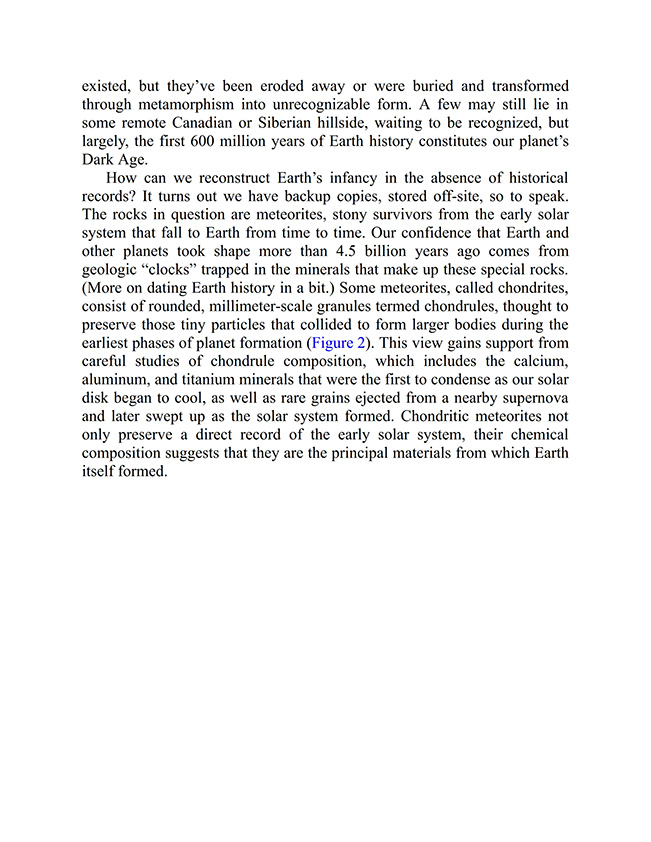 existed, but they’ve been eroded away or were buried and transformed
through metamorphism into unrecognizable form. A few may still lie in
some remote Canadian or Siberian hillside, waiting to be recognized, but
largely, the first 600 million years of Earth history constitutes our planet’s
Dark Age.
How can we reconstruct Earth’s infancy in the absence of historical
records? It turns out we have backup copies, stored off-site, so to speak.
The rocks in question are meteorites, stony survivors from the early solar
system that fall to Earth from time to time. Our confidence that Earth and
other planets took shape more than 4.5 billion years ago comes from
geologic “clocks” trapped in the minerals that make up these special rocks.
(More on dating Earth history in a bit.) Some meteorites, called chondrites,
consist of rounded, millimeter-scale granules termed chondrules, thought to
preserve those tiny particles that collided to form larger bodies during the
earliest phases of planet formation (Figure 2). This view gains support from
careful studies of chondrule composition, which includes the calcium,
aluminum, and titanium minerals that were the first to condense as our solar
disk began to cool, as well as rare grains ejected from a nearby supernova
and later swept up as the solar system formed. Chondritic meteorites not
only preserve a direct record of the early solar system, their chemical
composition suggests that they are the principal materials from which Earth
itself formed.